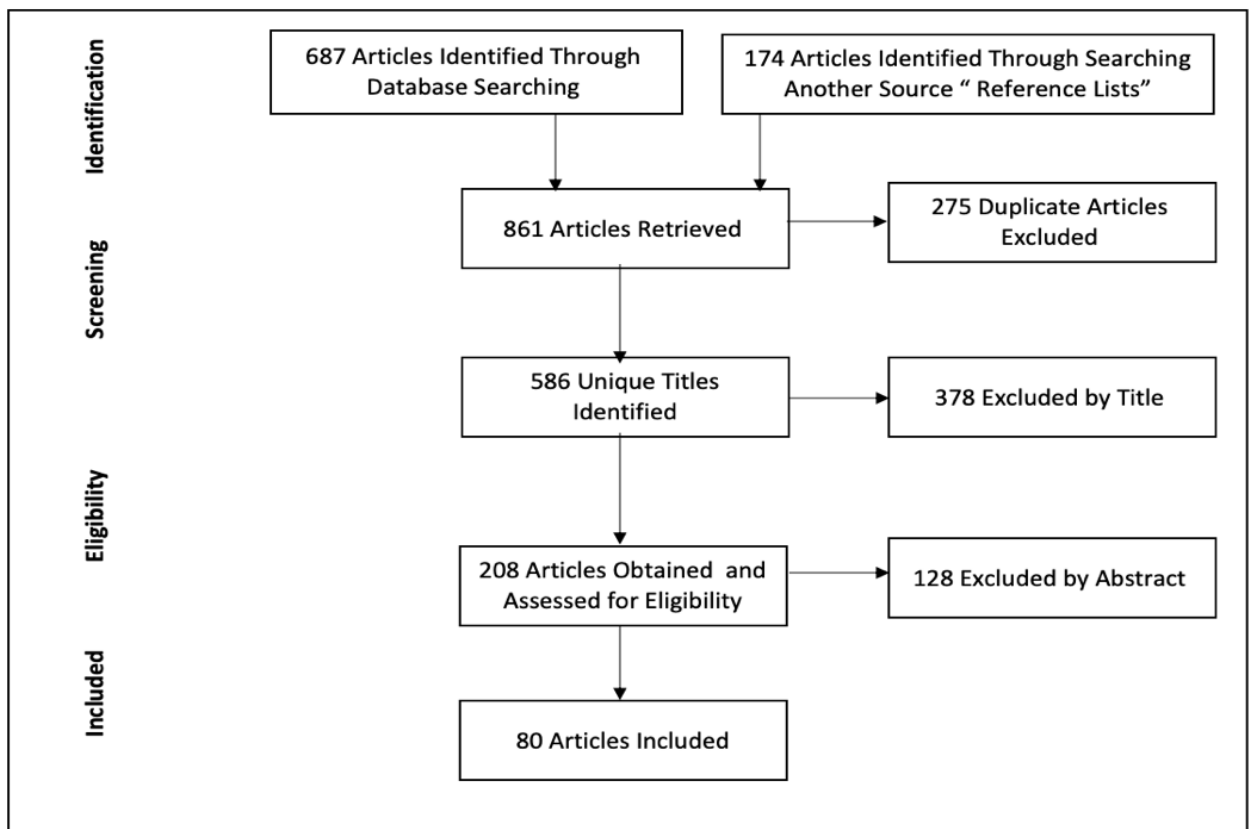 Identification
687 Articles Identified Through
Database Searching
174 Articles Identified Through Searching
Another Source “ Reference Lists”
861 Articles Retrieved
275 Duplicate Articles
Excluded
Screening
586 Unique Titles
Identified
378 Excluded by Title
Eligibility
208 Articles Obtained and
Assessed for Eligibility
128 Excluded by Abstract
Included
80 Articles Included